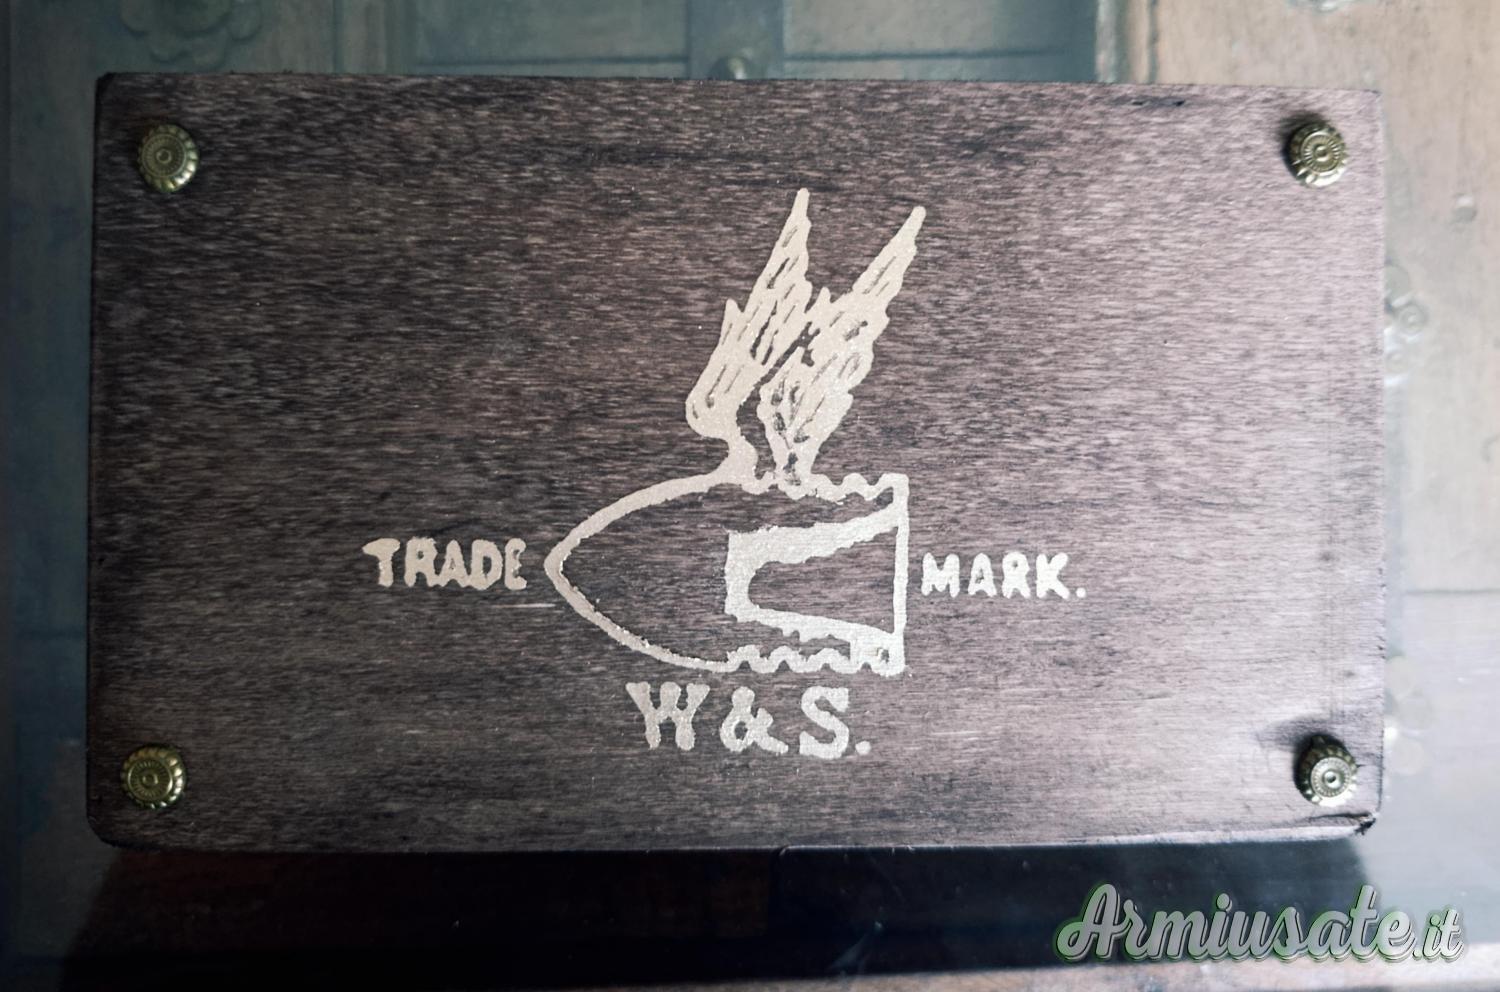 TRADE MARK.
W & S.
Armiusate.it